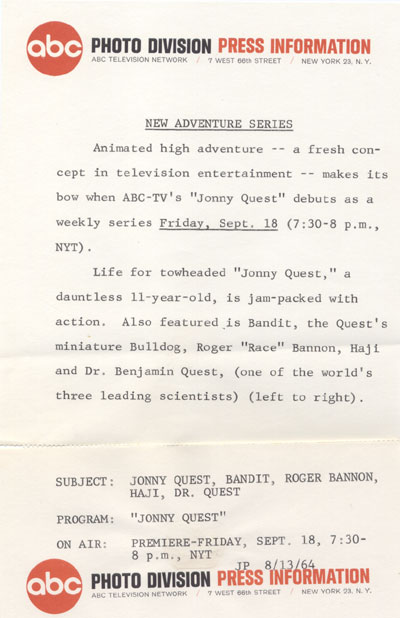 abc PHOTO DIVISION PRESS INFORMATION
ABC TELEVISION NETWORK / 7 WEST 66th STREET / NEW YORK 23, N. Y.
NEW ADVENTURE SERIES
Animated high adventure -- a fresh con-
cept in television entertainment -- makes its
bow when ABC-TV's "Jonny Quest" debuts as a
weekly series Friday, Sept. 18 (7:30-8 p.m.,
NYT).
Life for towheaded "Jonny Quest," a
dauntless 11-year-old, is jam-packed with
action. Also featured is Bandit, the Quest's
miniature Bulldog, Roger "Race" Bannon, Haji
and Dr. Benjamin Quest, (one of the world's
three leading scientists) (left to right).
SUBJECT: JONNY QUEST, BANDIT, ROGER BANNON,
HAJI, DR. QUEST
PROGRAM: "JONNY QUEST"
ON AIR: PREMIERE-FRIDAY, SEPT. 18, 7:30-
8 p.m., NYT
JP 8/13/64
abc PHOTO DIVISION PRESS INFORMATION
ABC TELEVISION NETWORK / 7 WEST 66th STREET / NEW YORK 23, N. Y.